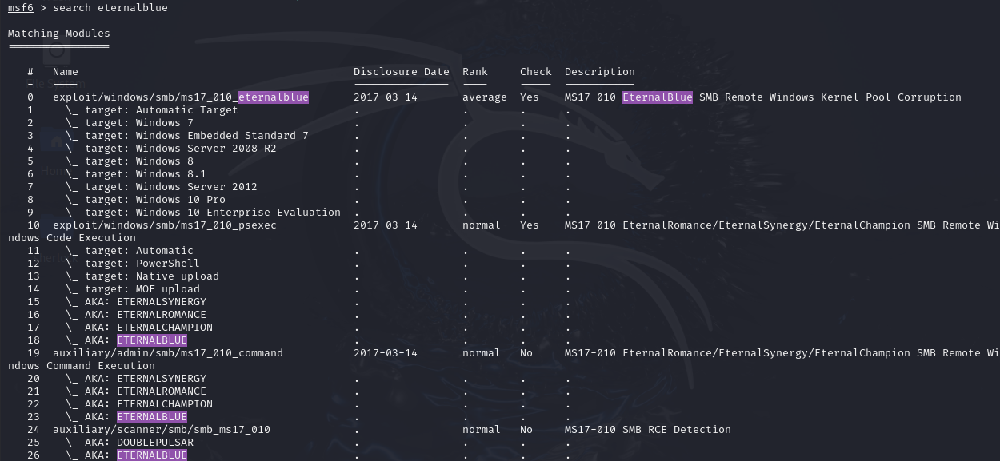 msf6 > search eternalblue
Matching Modules
# Name Disclosure Date Rank Check Description
0 exploit/windows/smb/ms17_010_eternalblue 2017-03-14 average Yes MS17-010 EternalBlue SMB Remote Windows Kernel Pool Corruption
1 \_ target: Automatic Target . . . .
2 \_ target: Windows 7 . . . .
3 \_ target: Windows Embedded Standard 7 . . . .
4 \_ target: Windows Server 2008 R2 . . . .
5 \_ target: Windows 8 . . . .
6 \_ target: Windows 8.1 . . . .
7 \_ target: Windows Server 2012 . . . .
8 \_ target: Windows 10 Pro . . . .
9 \_ target: Windows 10 Enterprise Evaluation . . . .
10 exploit/windows/smb/ms17_010_psexec 2017-03-14 normal Yes MS17-010 EternalRomance/EternalSynergy/EternalChampion SMB Remote Wi
ndows Code Execution
11 \_ target: Automatic . . . .
12 \_ target: PowerShell . . . .
13 \_ target: Native upload . . . .
14 \_ target: MOF upload . . . .
15 \_ AKA: ETERNALSYNERGY . . . .
16 \_ AKA: ETERNALROMANCE . . . .
17 \_ AKA: ETERNALCHAMPION . . . .
18 \_ AKA: ETERNALBLUE . . . .
19 auxiliary/admin/smb/ms17_010_command 2017-03-14 normal No MS17-010 EternalRomance/EternalSynergy/EternalChampion SMB Remote Wi
ndows Command Execution
20 \_ AKA: ETERNALSYNERGY . . . .
21 \_ AKA: ETERNALROMANCE . . . .
22 \_ AKA: ETERNALCHAMPION . . . .
23 \_ AKA: ETERNALBLUE . . . .
24 auxiliary/scanner/smb/smb_ms17_010 . normal No MS17-010 SMB RCE Detection
25 \_ AKA: DOUBLEPULSAR . . . .
26 \_ AKA: ETERNALBLUE . . . .
File System
Home